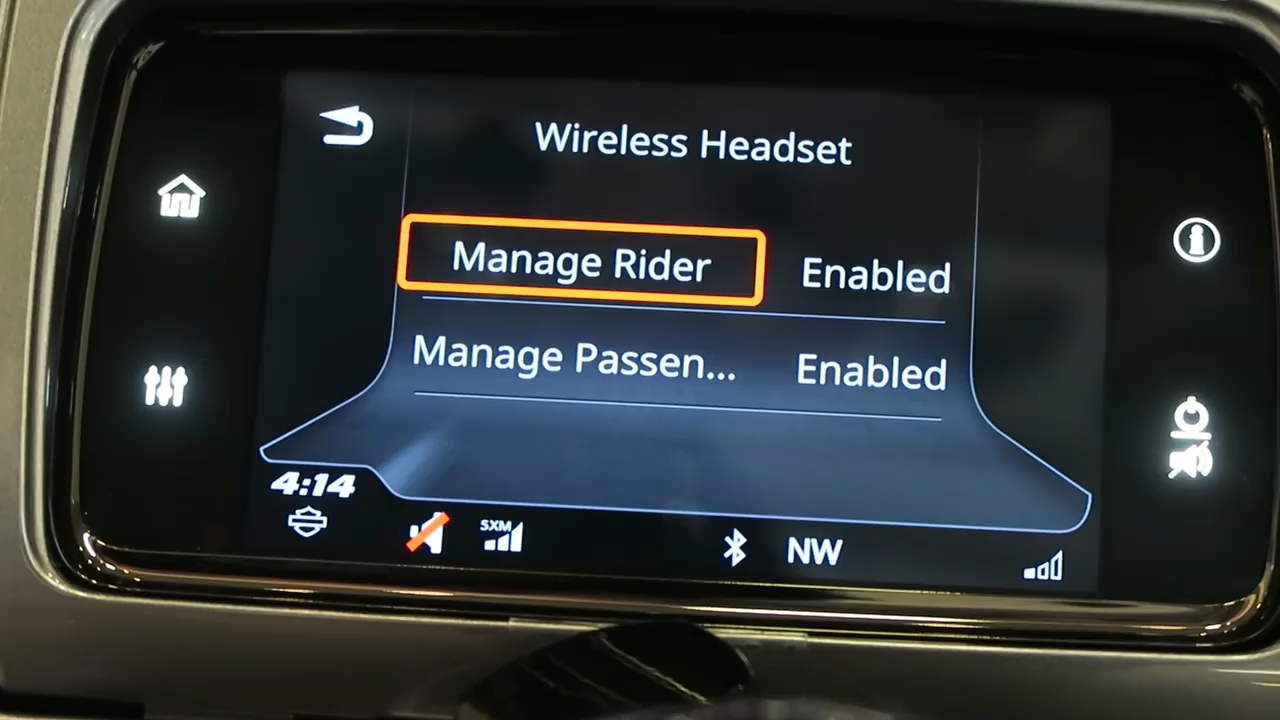 Wireless Headset
Manage Rider Enabled
Manage Passen... Enabled
4:14
SXM
NW